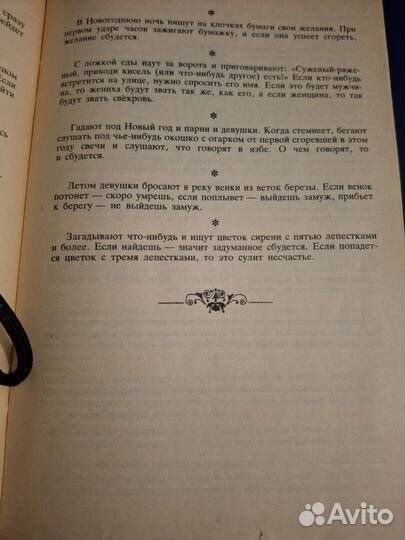 сразу
*
В Новогоднюю ночь пишут на клочках бумаги свои желания. При
первом ударе часов зажигают бумажку, и если она успеет сгореть,
желание сбудется.
*
С ложкой еды идут за ворота и приговаривают: «Суженый-ряже-
ный, приходи кисель (или что-нибудь другое) есть!» Если кто-нибудь
встретится на улице, нужно спросить его имя. Если это будет мужчи-
на, то жениха будут звать так же, как его, а если женщина, то так
будут звать свёкровь.
*
Гадают под Новый год и парни и девушки. Когда стемнеет, бегают
слушать под чье-нибудь окошко с огарком от первой сгоревшей в этом
году свечи и слушают, что говорят в избе. О чем говорят, то
и сбудется.
*
Летом девушки бросают в реку венки из веток березы. Если венок
потонет — скоро умрешь, если поплывет — выйдешь замуж, прибьет
к берегу — не выйдешь замуж.
*
Загадывают что-нибудь и ищут цветок сирени с пятью лепестками
и более. Если найдешь — значит задуманное сбудется. Если попадет-
ся цветок с тремя лепестками, то это сулит несчастье.
Avito